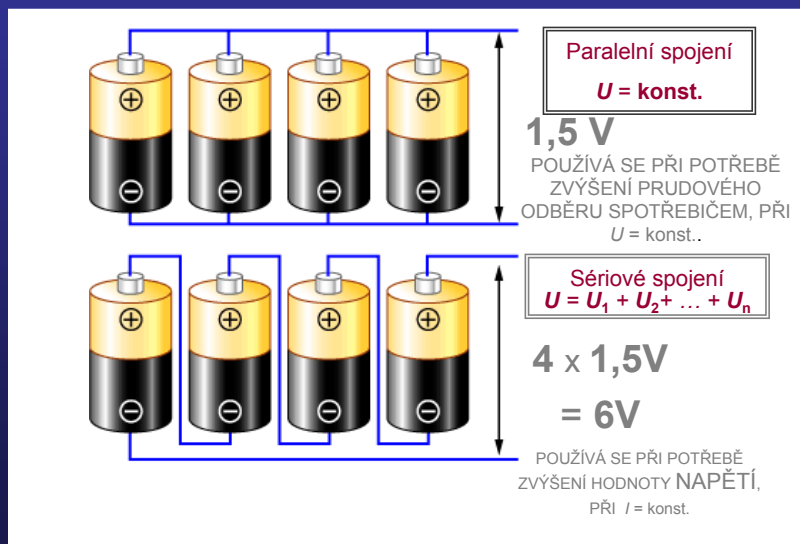 Paralelní spojení
U = konst.
1,5 V
POUŽÍVÁ SE PŘI POTŘEBĚ
ZVÝŠENÍ PRUDOVÉHO
ODBĚRU SPOTŘEBIČEM, PŘI
U = konst..
Sériové spojení
U = U1 + U2+ … + Un
4 x 1,5V
= 6V
POUŽÍVÁ SE PŘI POTŘEBĚ
ZVÝŠENÍ HODNOTY NAPĚTÍ,
PŘI I = konst.